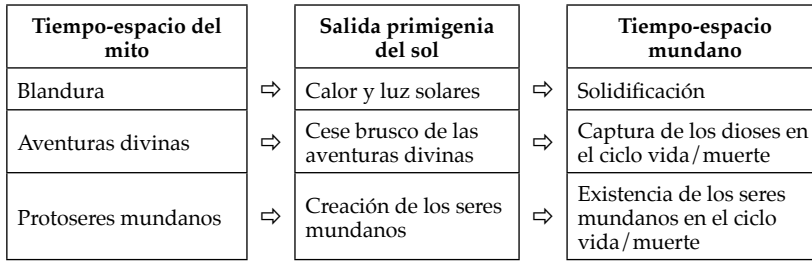 Tiempo-espacio del
mito
Salida primigenia
del sol
Tiempo-espacio
mundano
Blandura
⇨
Calor y luz solares
⇨
Solidificación
Aventuras divinas
⇨
Cese brusco de las
aventuras divinas
⇨
Captura de los dioses en
el ciclo vida/muerte
Protoseres mundanos
⇨
Creación de los seres
mundanos
⇨
Existencia de los seres
mundanos en el ciclo
vida/muerte